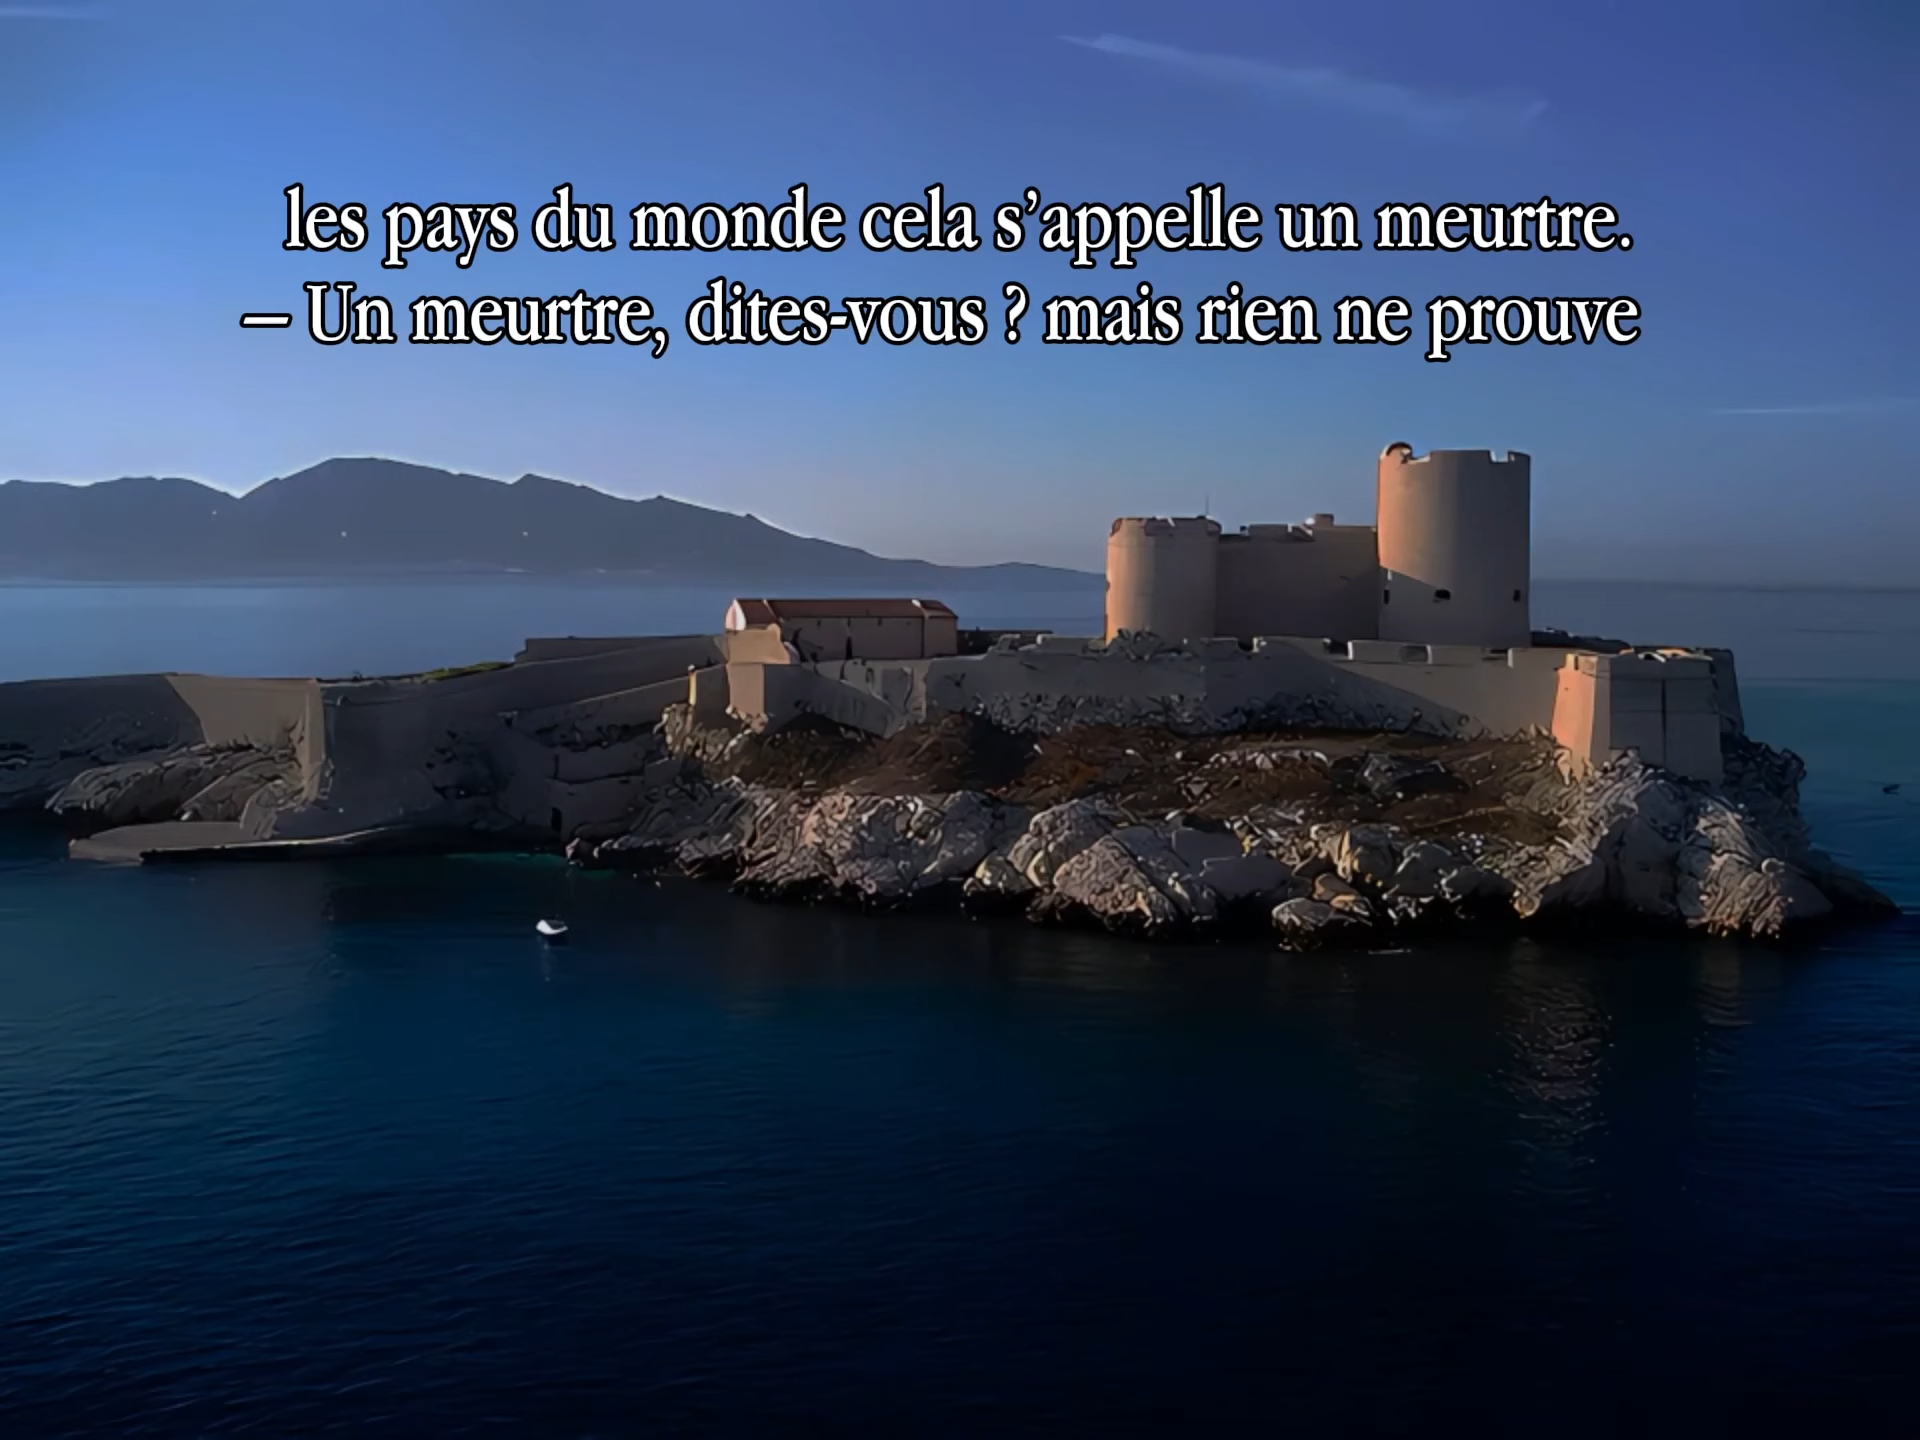 les pays du monde cela s’appelle un meurtre.
– Un meurtre, dites-vous ? mais rien ne prouve